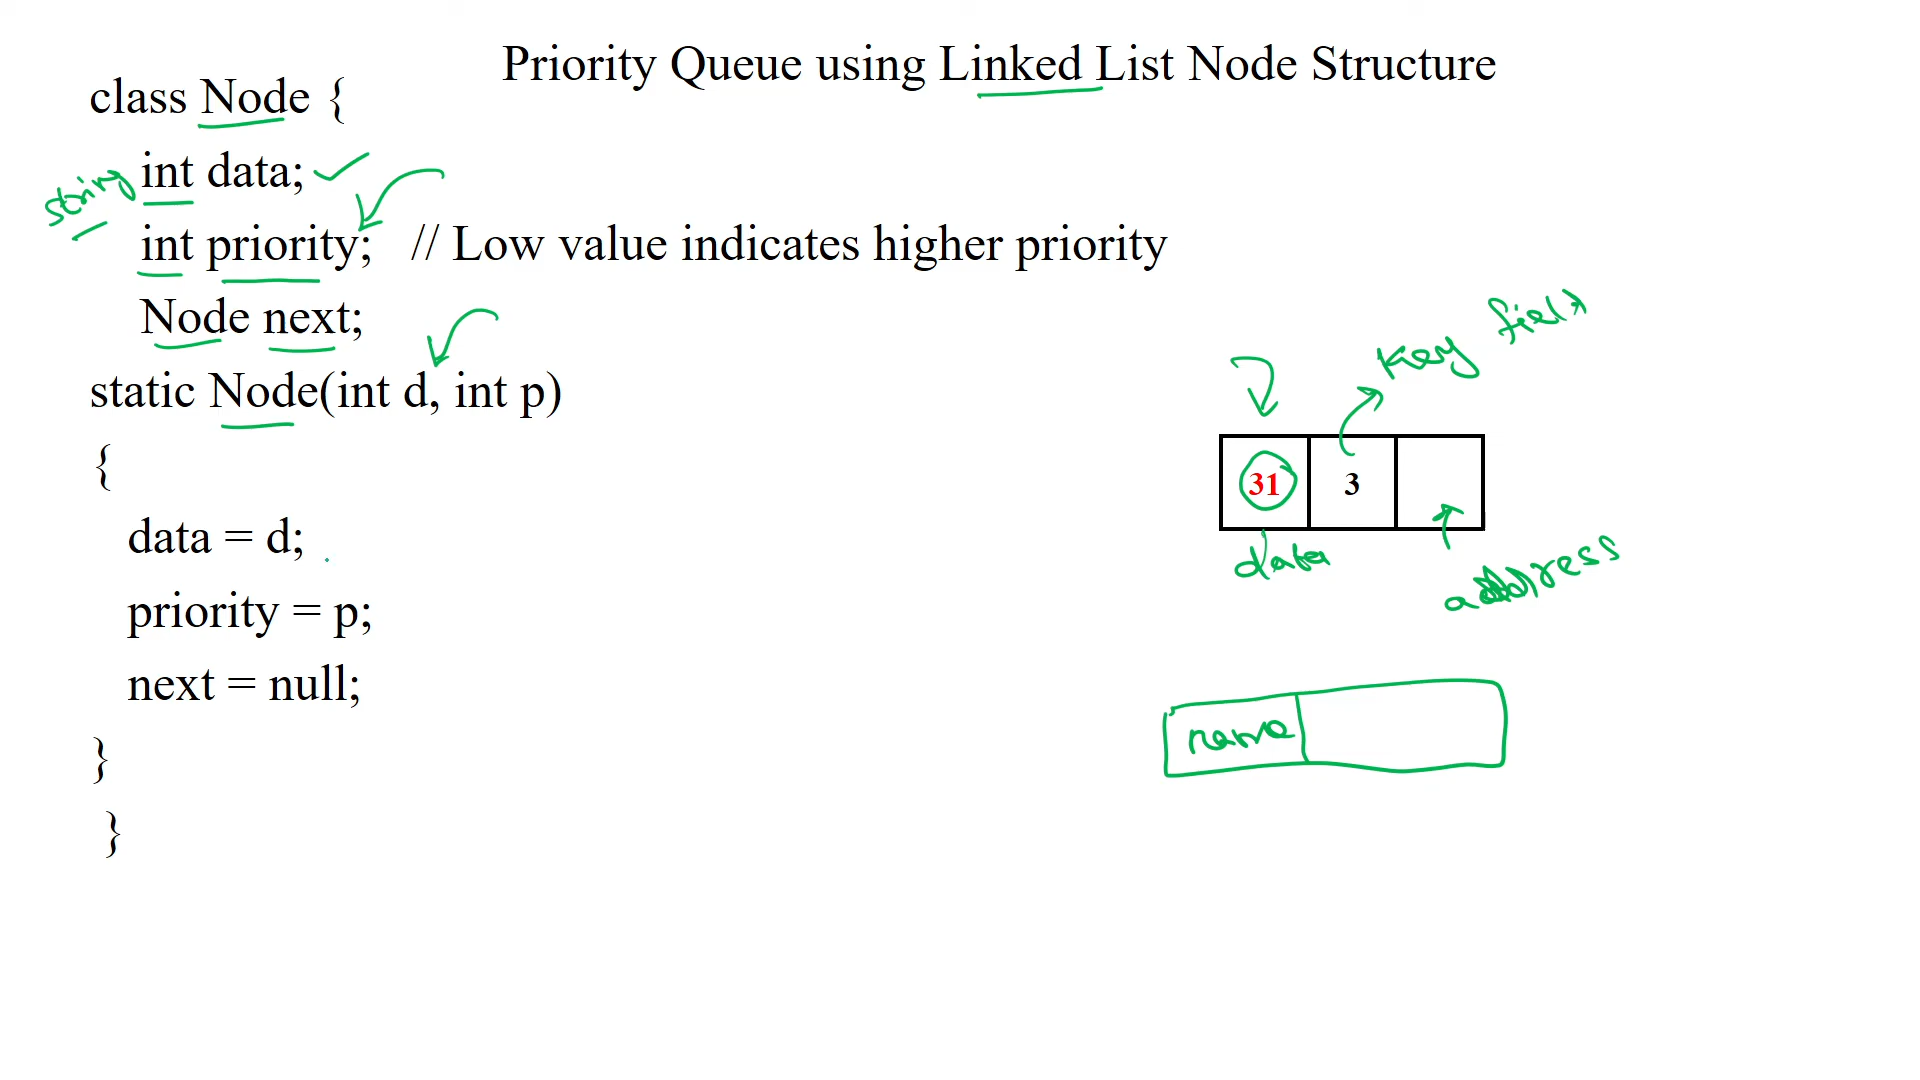 Priority Queue using Linked List Node Structure
class Node {
string int data;
int priority; // Low value indicates higher priority
Node next;
static Node(int d, int p)
{
data = d;
priority = p;
next = null;
}
}
Key field
31 3
data
address
name